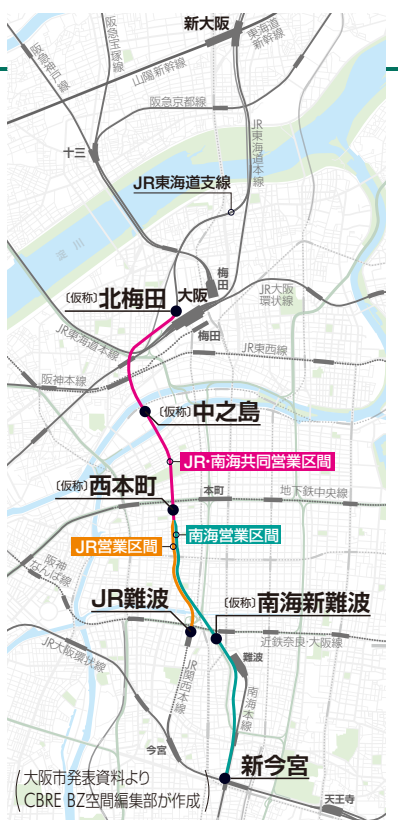 新大阪
阪急宝塚線
阪急神戸線
山陽新幹線
東海道
新幹線
阪急京都線
JR東海道本線
十三
JR東海道支線
淀川
梅田
〔仮称〕北梅田
大阪
JR大阪
環状線
梅田
JR東海道本線
JR東西線
阪神本線
〔仮称〕中之島
JR・南海共同営業区間
〔仮称〕西本町
本町
地下鉄中央線
南海営業区間
JR営業区間
阪神
なんば線
JR難波
〔仮称〕南海新難波
近鉄奈良・大阪線
JR大阪環状線
難波
JR関西本線
南海本線
今宮
新今宮
天王寺
(大阪市発表資料より
CBRE BZ空間編集部が作成)